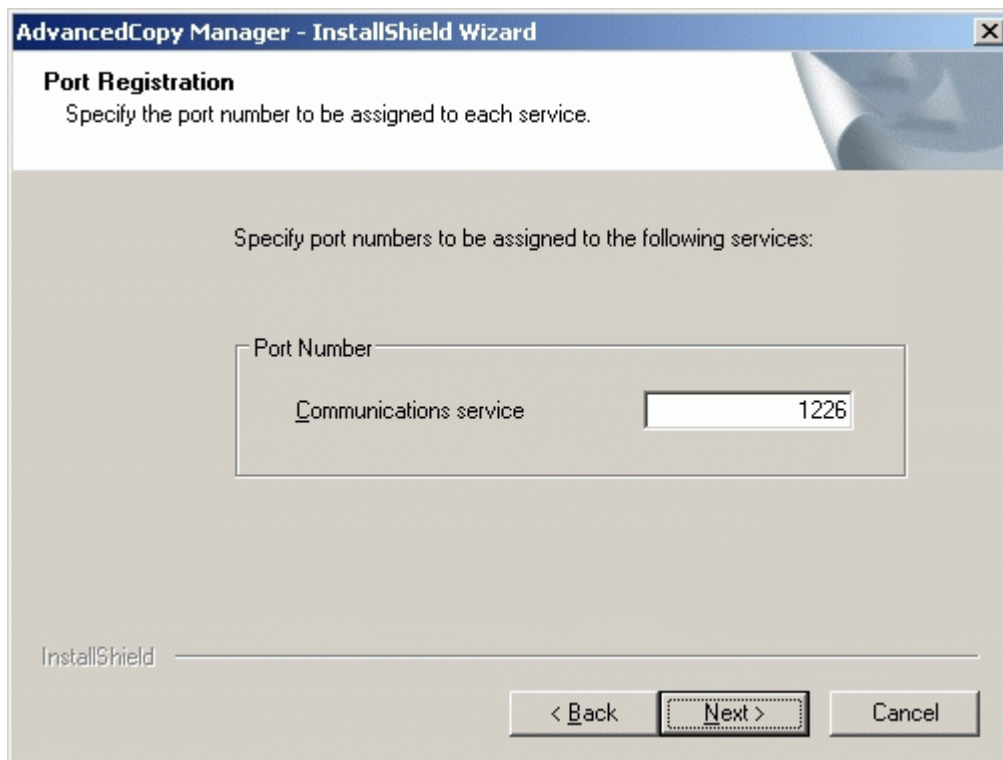 AdvancedCopy Manager - InstallShield Wizard
Port Registration
Specify the port number to be assigned to each service.
Specify port numbers to be assigned to the following services:
Port Number
Communications service 1226
InstallShield
< Back Next > Cancel